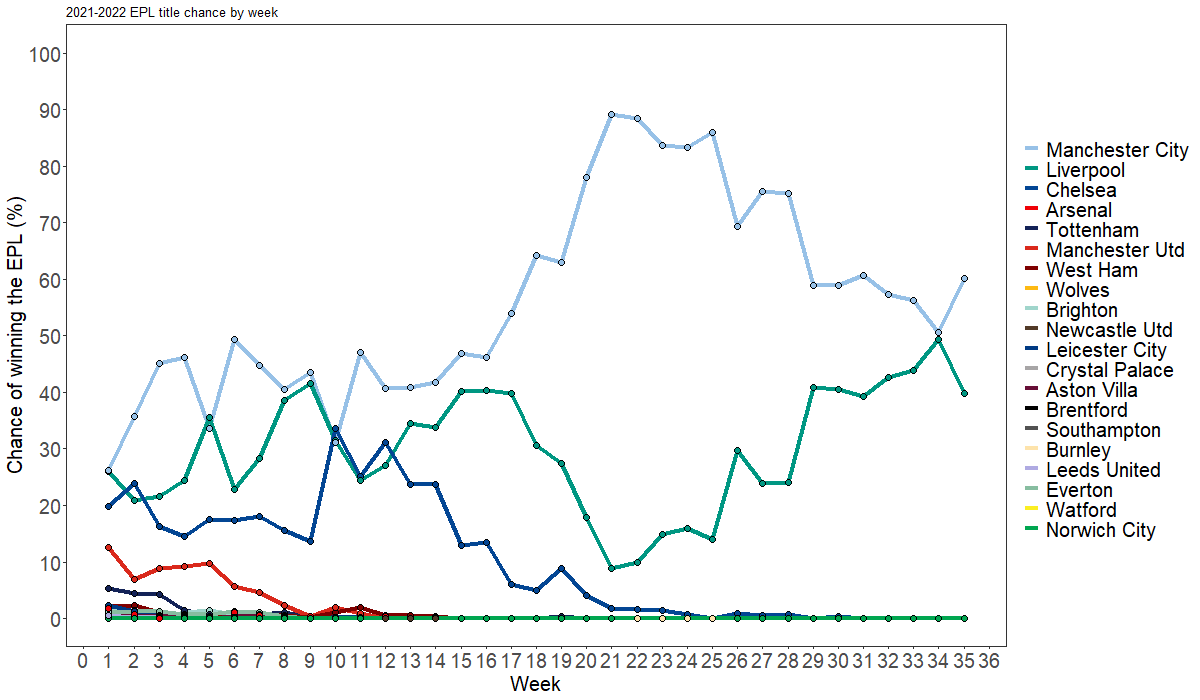 2021-2022 EPL title chance by week
100
90
80
70
60
50
40
30
20
10
0
Chance of winning the EPL (%)
0 1 2 3 4 5 6 7 8 9 10 11 12 13 14 15 16 17 18 19 20 21 22 23 24 25 26 27 28 29 30 31 32 33 34 35 36
Week
Manchester City
Liverpool
Chelsea
Arsenal
Tottenham
Manchester Utd
West Ham
Wolves
Brighton
Newcastle Utd
Leicester City
Crystal Palace
Aston Villa
Brentford
Southampton
Burnley
Leeds United
Everton
Watford
Norwich City